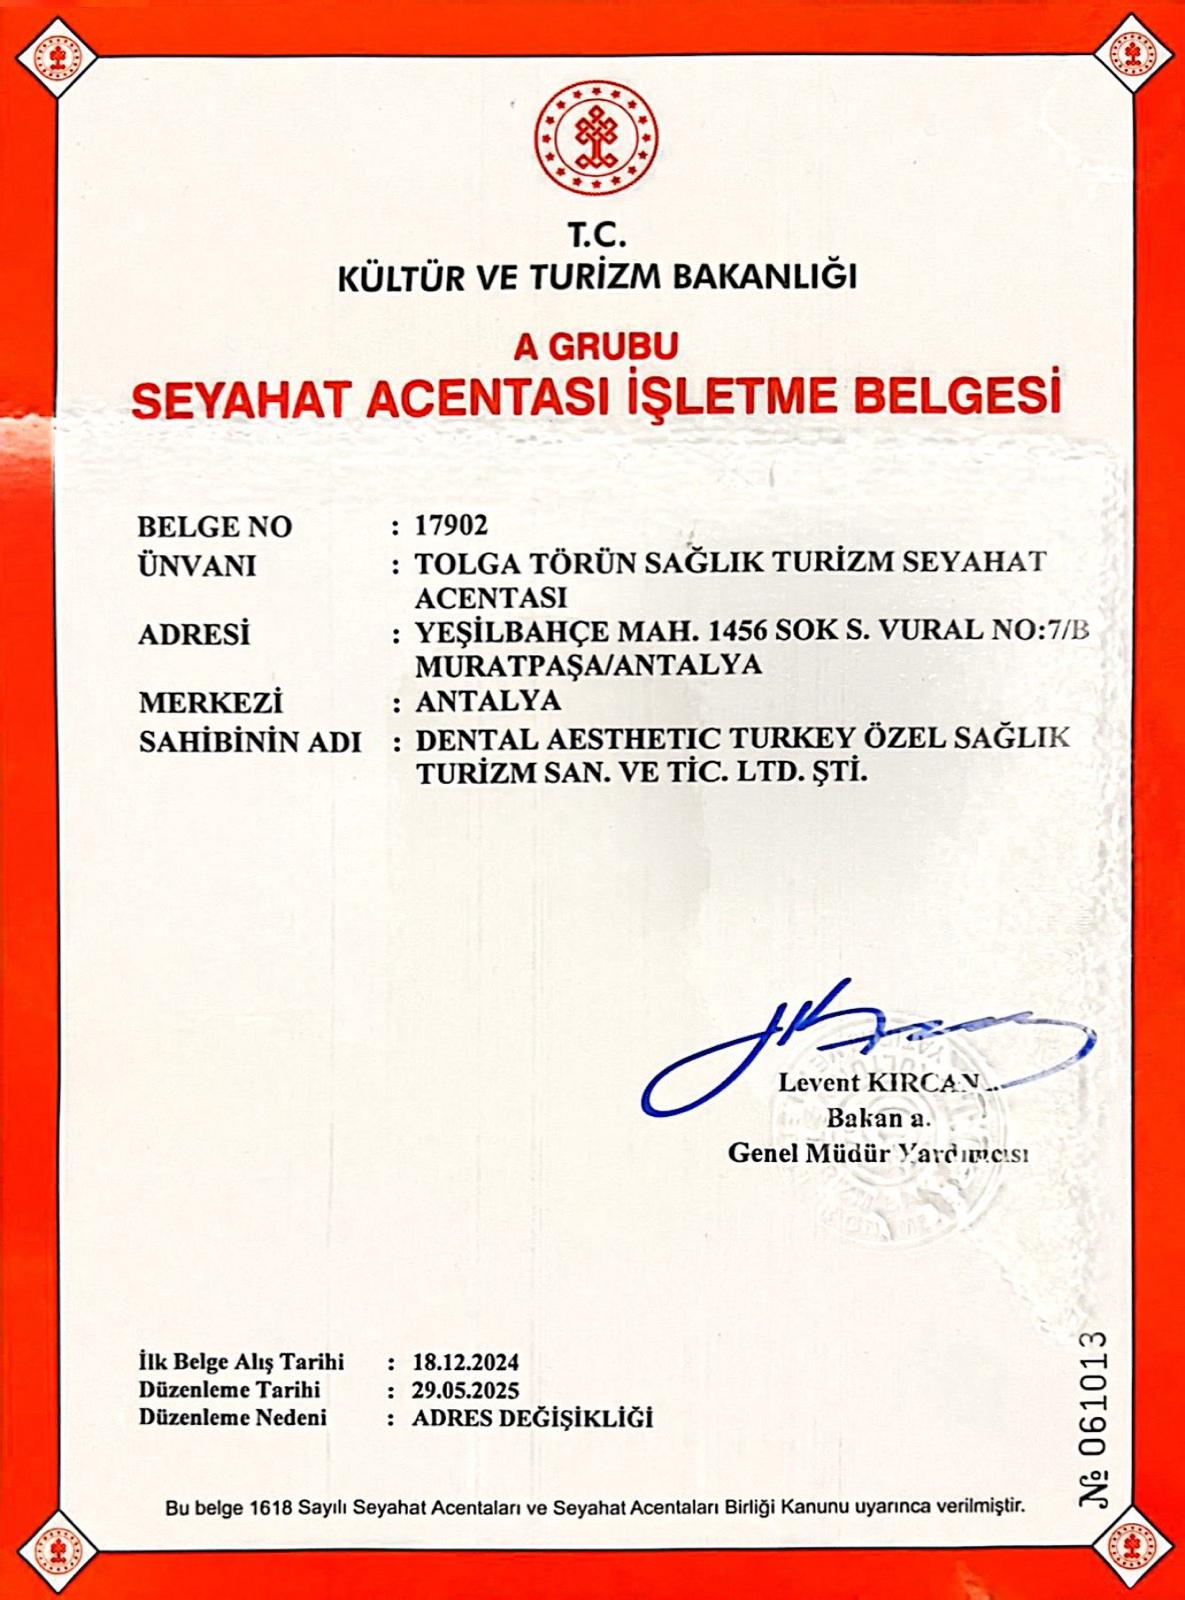 T.C.
KÜLTÜR VE TURİZM BAKANLIĞI
A GRUBU
SEYAHAT ACENTASI İŞLETME BELGESİ
BELGE NO : 17902
ÜNVANI : TOLGA TÖRÜN SAĞLIK TURİZM SEYAHAT
ACENTASI
ADRESİ : YEŞİLBAHÇE MAH. 1456 SOK S. VURAL NO:7/B
MURATPAŞA/ANTALYA
MERKEZİ : ANTALYA
SAHİBİNİN ADI : DENTAL AESTHETIC TURKEY ÖZEL SAĞLIK
TURİZM SAN. VE TİC. LTD. ŞTİ.
Levent KIRCAN
Bakan a.
Genel Müdür Yardımcısı
İlk Belge Alış Tarihi : 18.12.2024
Düzenleme Tarihi : 29.05.2025
Düzenleme Nedeni : ADRES DEĞİŞİKLİĞİ
№ 061013
Bu belge 1618 Sayılı Seyahat Acentaları ve Seyahat Acentaları Birliği Kanunu uyarınca verilmiştir.